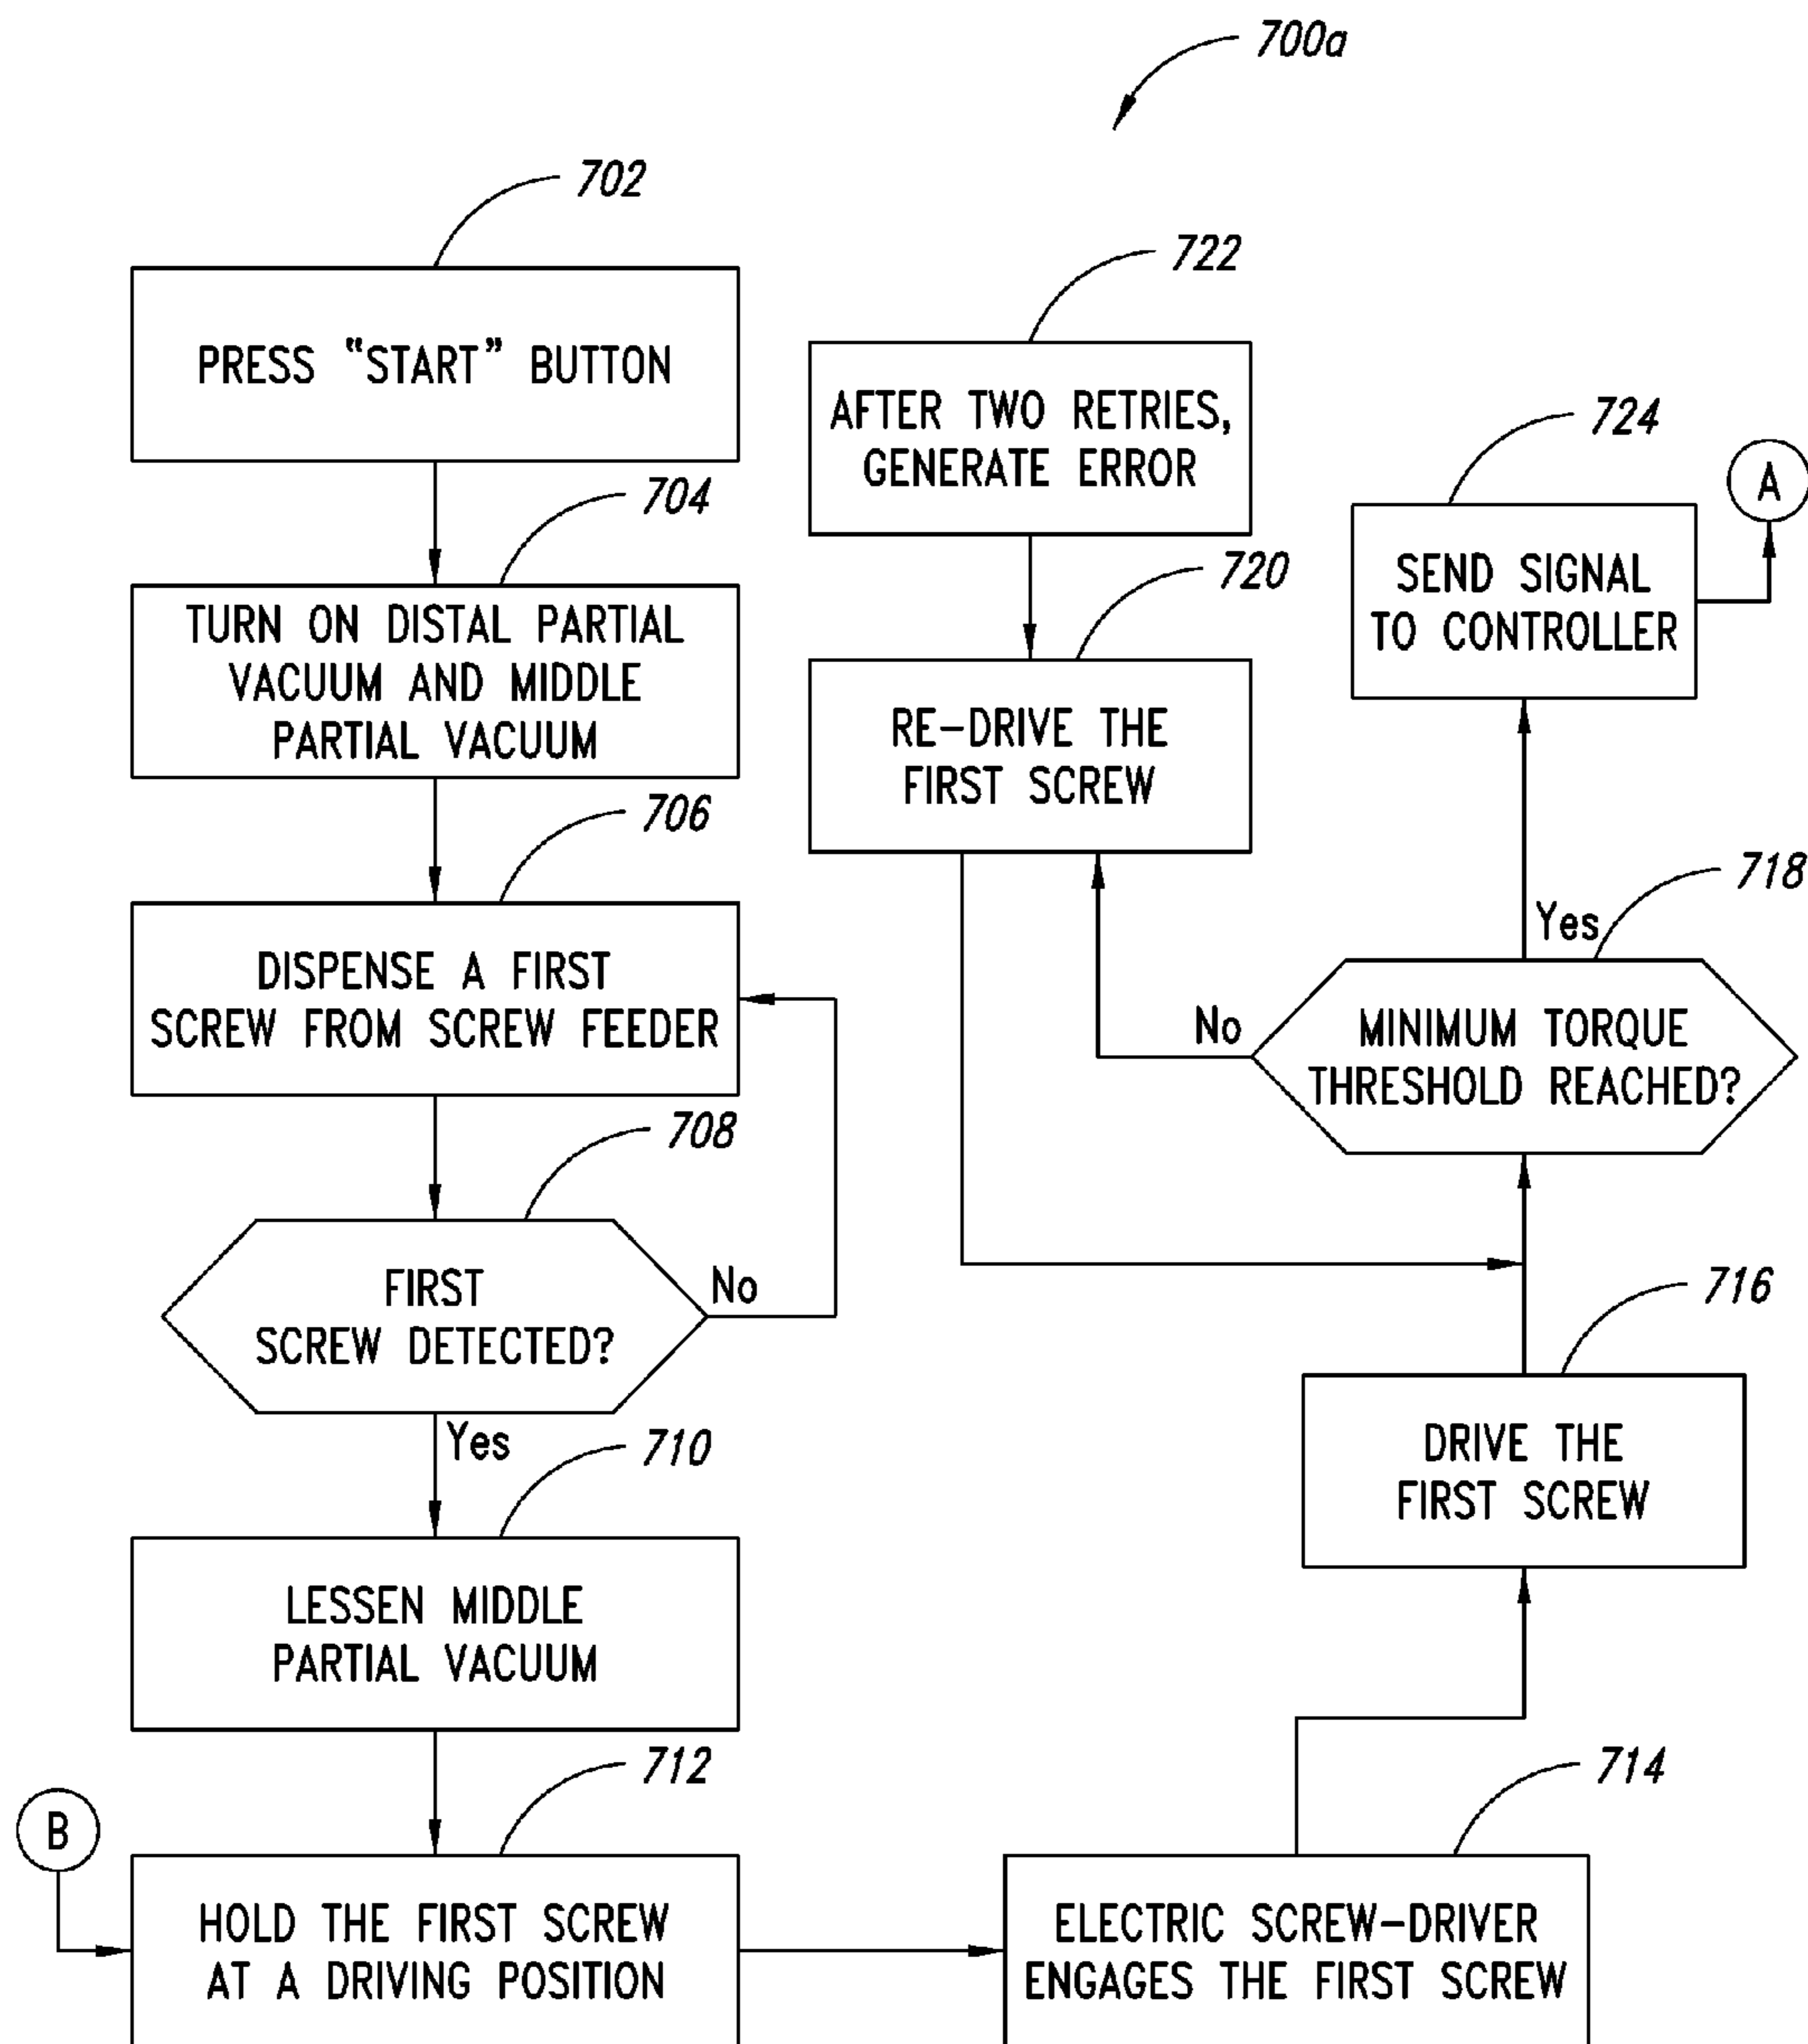 700a
702
PRESS “START” BUTTON
704
TURN ON DISTAL PARTIAL
VACUUM AND MIDDLE
PARTIAL VACUUM
706
DISPENSE A FIRST
SCREW FROM SCREW FEEDER
708
FIRST
SCREW DETECTED?
No
Yes
710
LESSEN MIDDLE
PARTIAL VACUUM
712
B
HOLD THE FIRST SCREW
AT A DRIVING POSITION
714
ELECTRIC SCREW-DRIVER
ENGAGES THE FIRST SCREW
716
DRIVE THE
FIRST SCREW
718
MINIMUM TORQUE
THRESHOLD REACHED?
No
Yes
720
RE-DRIVE THE
FIRST SCREW
722
AFTER TWO RETRIES,
GENERATE ERROR
724
SEND SIGNAL
TO CONTROLLER
A